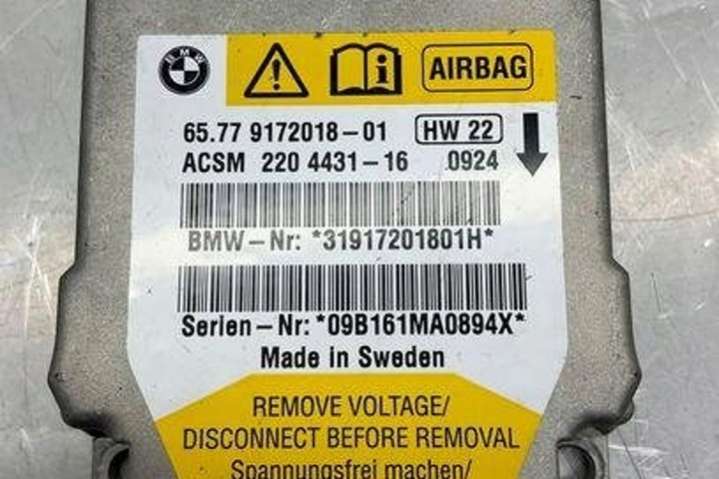 BMW
AIRBAG
65.77 9172018-01 HW 22
ACSM 220 4431-16 0924
BMW-Nr: *31917201801H*
Serien-Nr: *09B161MA0894X*
Made in Sweden
REMOVE VOLTAGE/
DISCONNECT BEFORE REMOVAL
Spannungsfrei machen/